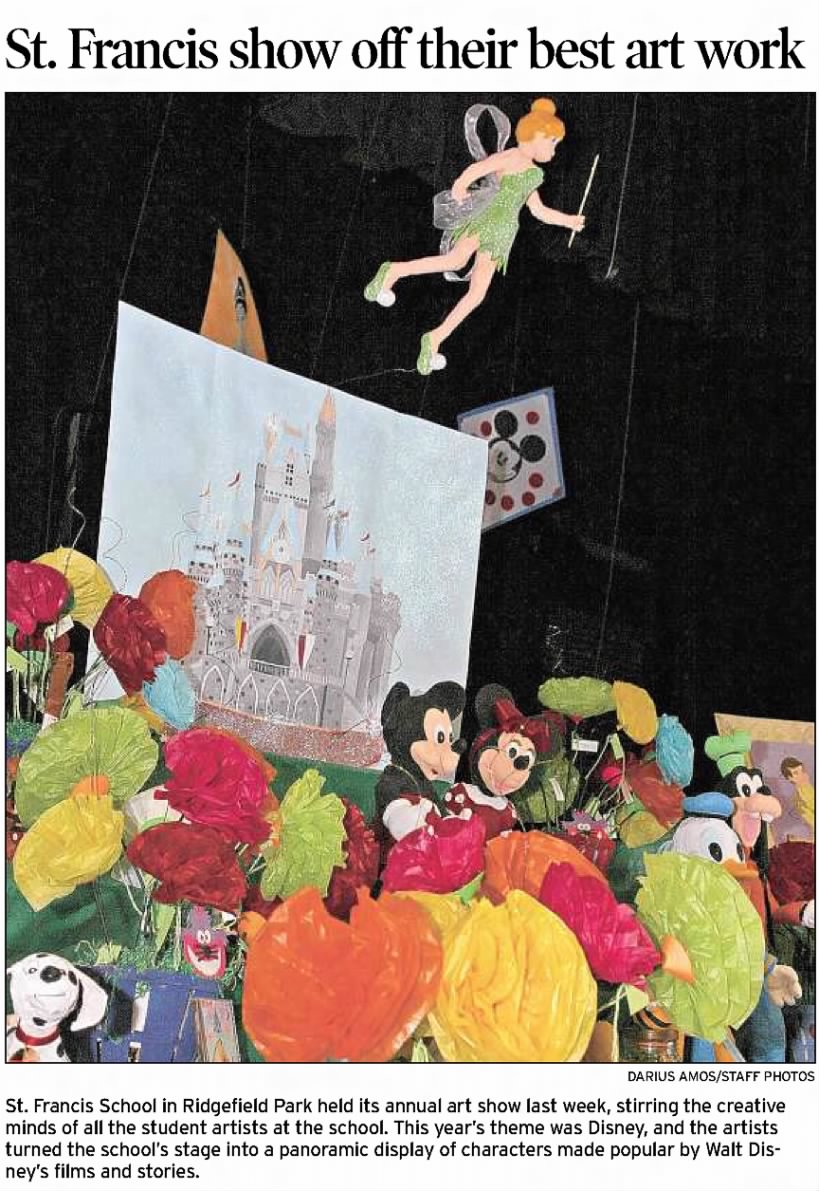 St. Francis show off their best art work
DARIUS AMOS/STAFF PHOTOS
St. Francis School in Ridgefield Park held its annual art show last week, stirring the creative
minds of all the student artists at the school. This year's theme was Disney, and the artists
turned the school's stage into a panoramic display of characters made popular by Walt Dis-
ney's films and stories.